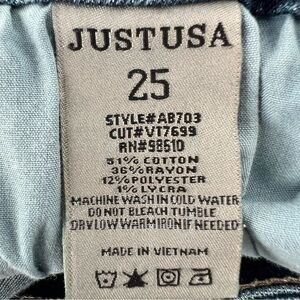 JUSTUSA
25
STYLE#AB703
CUT#VT7699
RN#98610
51% COTTON
36%RAYON
12%POLYESTER
1% LYCRA
MACHINE WASH IN COLD WATER
DO NOT BLEACH TUMBLE
DRY LOW WARM IRON IF NEEDED
MADE IN VIETNAM